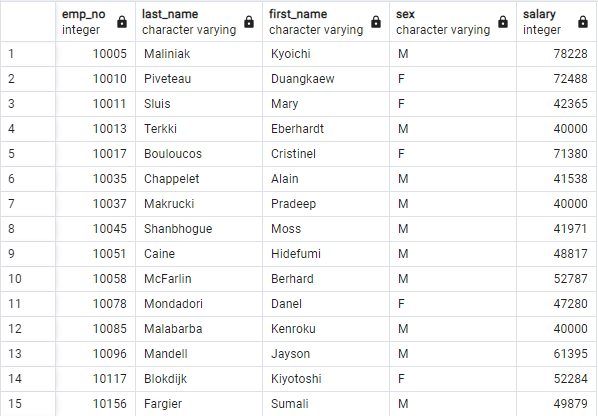 emp_no last_name first_name sex salary
integer character varying character varying character varying integer
1 10005 Maliniak Kyoichi M 78228
2 10010 Piveteau Duangkaew F 72488
3 10011 Sluis Mary F 42365
4 10013 Terkki Eberhardt M 40000
5 10017 Bouloucos Cristinel F 71380
6 10035 Chappelet Alain M 41538
7 10037 Makrucki Pradeep M 40000
8 10045 Shanbhogue Moss M 41971
9 10051 Caine Hidefumi M 48817
10 10058 McFarlin Berhard M 52787
11 10078 Mondadori Danel F 47280
12 10085 Malabarba Kenroku M 40000
13 10096 Mandell Jayson M 61395
14 10117 Blokdijk Kiyotoshi F 52284
15 10156 Fargier Sumali M 49879